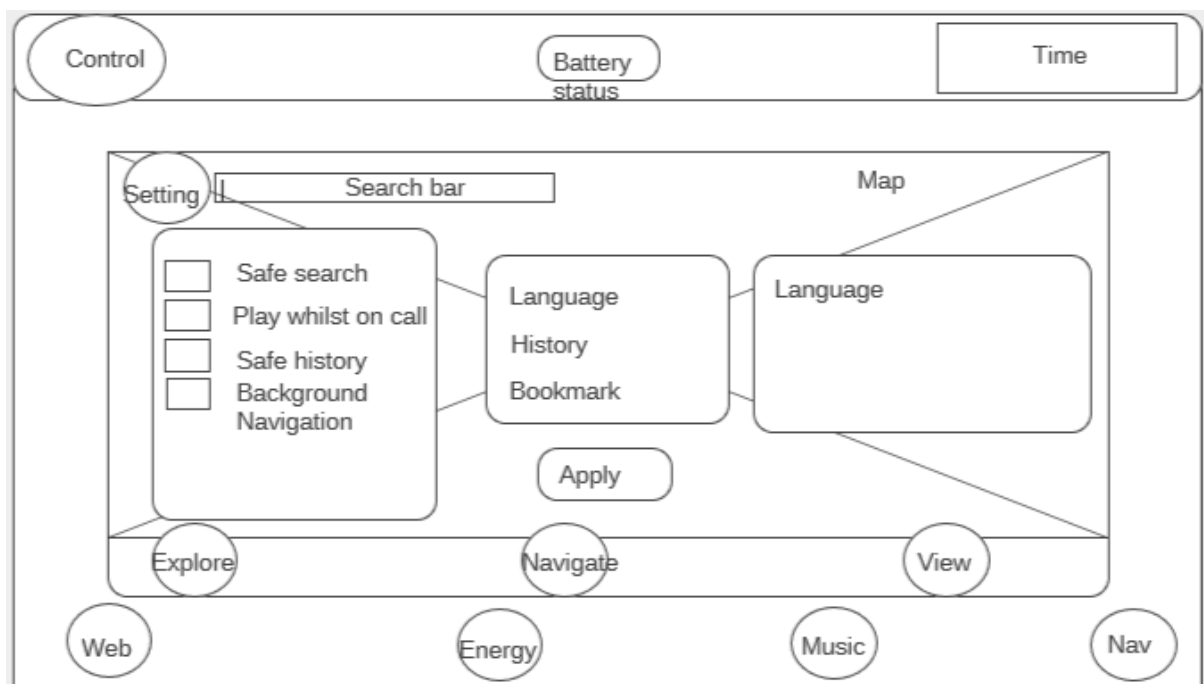 Control
Battery
status
Time
Setting
Search bar
Map
Safe search
Play whilst on call
Safe history
Background
Navigation
Language
History
Bookmark
Language
Apply
Explore
Navigate
View
Web
Energy
Music
Nav